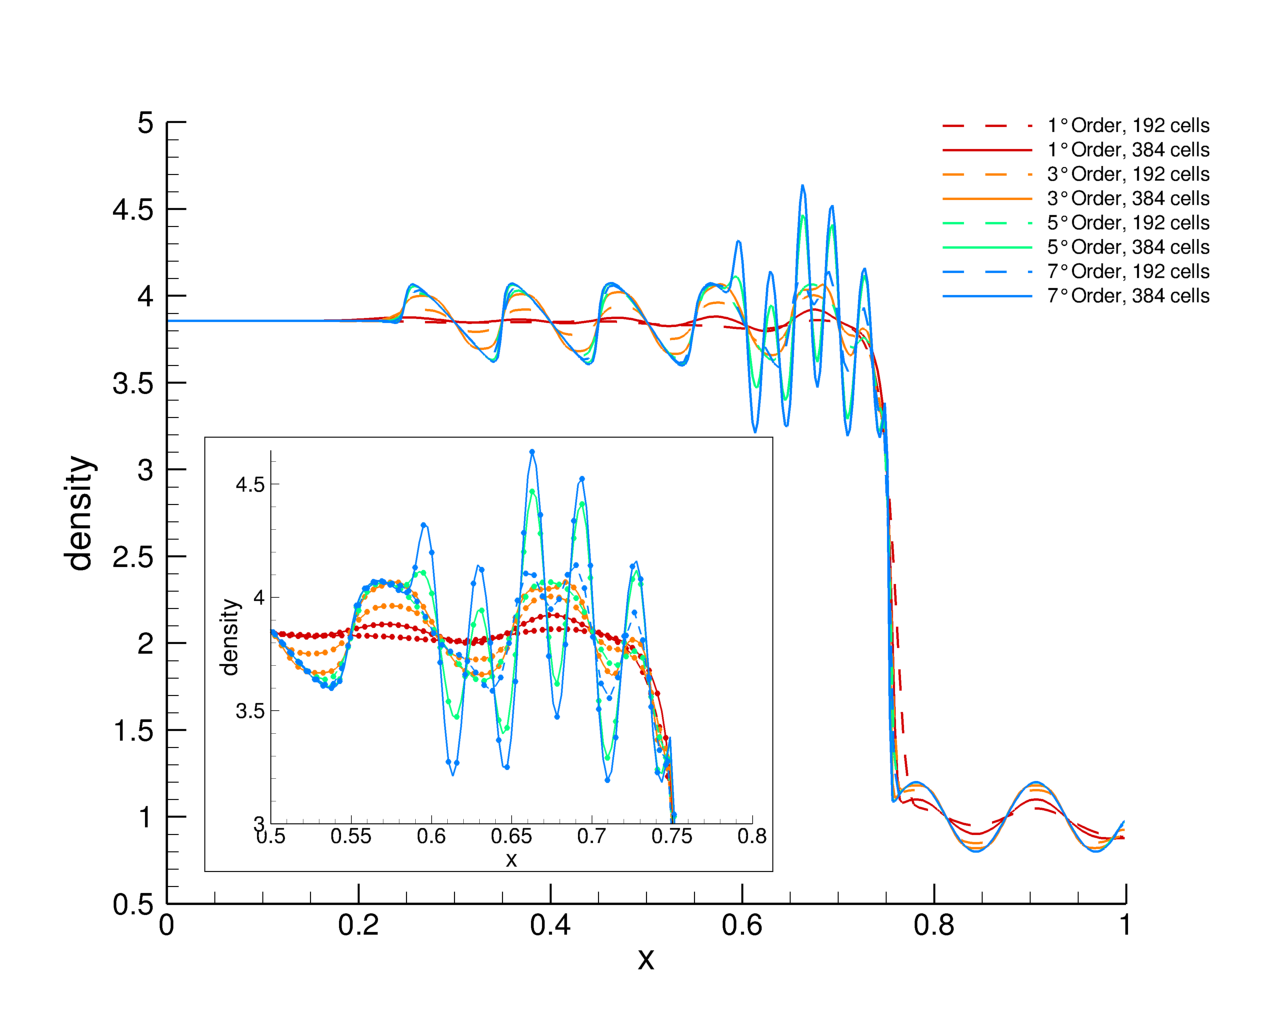 5
4.5
4
3.5
3
2.5
2
1.5
1
0.5
density
0
0.2
0.4
0.6
0.8
1
x
1° Order, 192 cells
1° Order, 384 cells
3° Order, 192 cells
3° Order, 384 cells
5° Order, 192 cells
5° Order, 384 cells
7° Order, 192 cells
7° Order, 384 cells
4.5
4
3.5
3
density
0.5
0.55
0.6
0.65
0.7
0.75
0.8
x